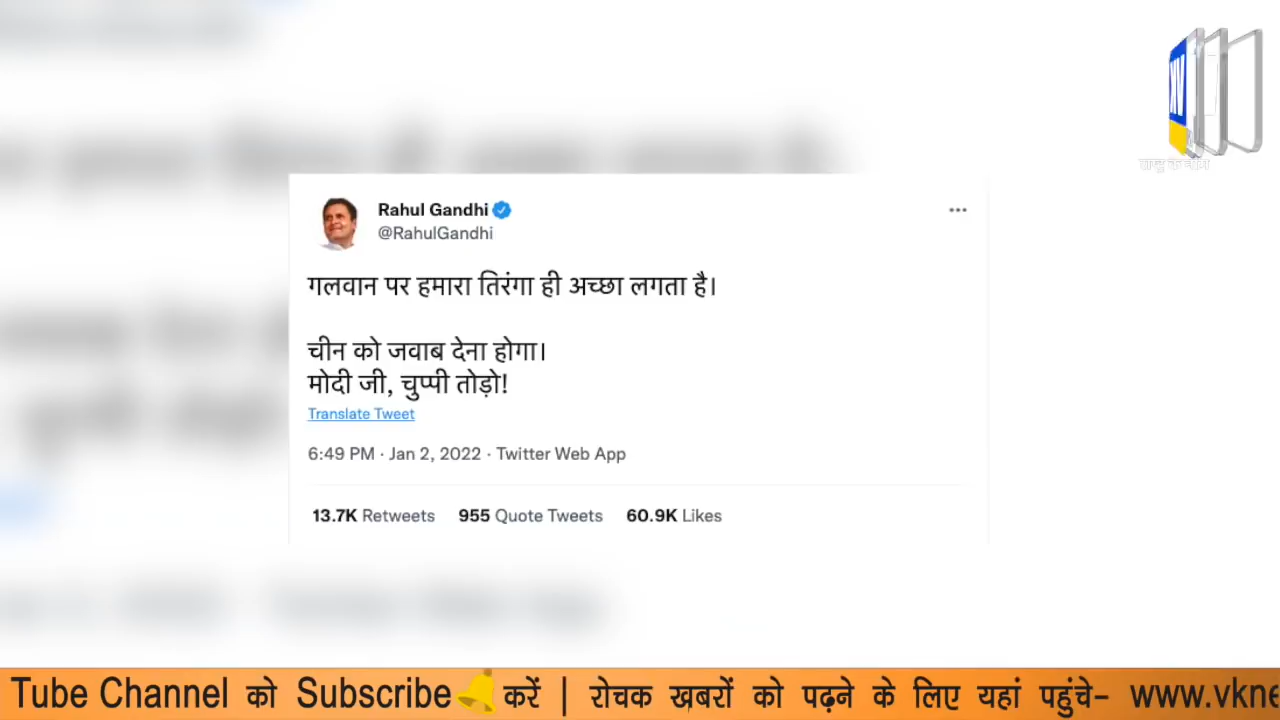 Rahul Gandhi
@RahulGandhi
गलवान पर हमारा तिरंगा ही अच्छा लगता है।
चीन को जवाब देना होगा।
मोदी जी, चुप्पी तोड़ो!
Translate Tweet
6:49 PM · Jan 2, 2022 · Twitter Web App
13.7K Retweets 955 Quote Tweets 60.9K Likes
Tube Channel को Subscribe करें | रोचक ख़बरों को पढ़ने के लिए यहां पहुंचे- www.vkne